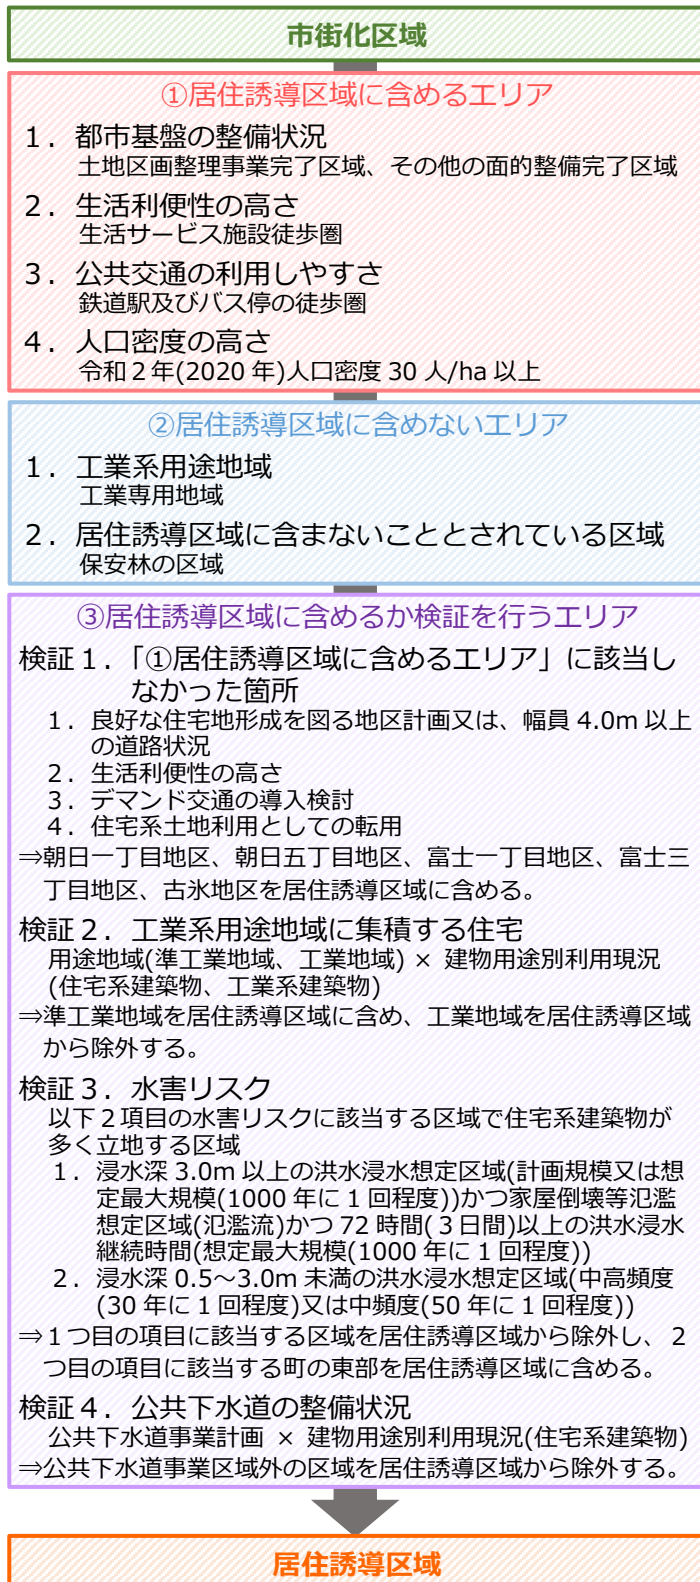 市街化区域
①居住誘導区域に含めるエリア
１．都市基盤の整備状況
土地区画整理事業完了区域、その他の面的整備完了区域
２．生活利便性の高さ
生活サービス施設徒歩圏
３．公共交通の利用しやすさ
鉄道駅及びバス停の徒歩圏
４．人口密度の高さ
令和２年(2020 年)人口密度 30 人/ha 以上
②居住誘導区域に含めないエリア
１．工業系用途地域
工業専用地域
２．居住誘導区域に含まないこととされている区域
保安林の区域
③居住誘導区域に含めるか検証を行うエリア
検証１．「①居住誘導区域に含めるエリア」に該当し
なかった箇所
１．良好な住宅地形成を図る地区計画又は、幅員 4.0m 以上
の道路状況
２．生活利便性の高さ
３．デマンド交通の導入検討
４．住宅系土地利用としての転用
⇒朝日一丁目地区、朝日五丁目地区、富士一丁目地区、富士三
丁目地区、古氷地区を居住誘導区域に含める。
検証２．工業系用途地域に集積する住宅
用途地域(準工業地域、工業地域) × 建物用途別利用現況
(住宅系建築物、工業系建築物)
⇒準工業地域を居住誘導区域に含め、工業地域を居住誘導区域
から除外する。
検証３．水害リスク
以下２項目の水害リスクに該当する区域で住宅系建築物が
多く立地する区域
１．浸水深 3.0m 以上の洪水浸水想定区域(計画規模又は想
定最大規模(1000 年に１回程度))かつ家屋倒壊等氾濫
想定区域(氾濫流)かつ 72 時間(３日間)以上の洪水浸水
継続時間(想定最大規模(1000 年に１回程度))
２．浸水深 0.5～3.0m 未満の洪水浸水想定区域(中高頻度
(30 年に１回程度)又は中頻度(50 年に１回程度))
⇒１つ目の項目に該当する区域を居住誘導区域から除外し、２
つ目の項目に該当する町の東部を居住誘導区域に含める。
検証４．公共下水道の整備状況
公共下水道事業計画 × 建物用途別利用現況(住宅系建築物)
⇒公共下水道事業区域外の区域を居住誘導区域から除外する。
居住誘導区域